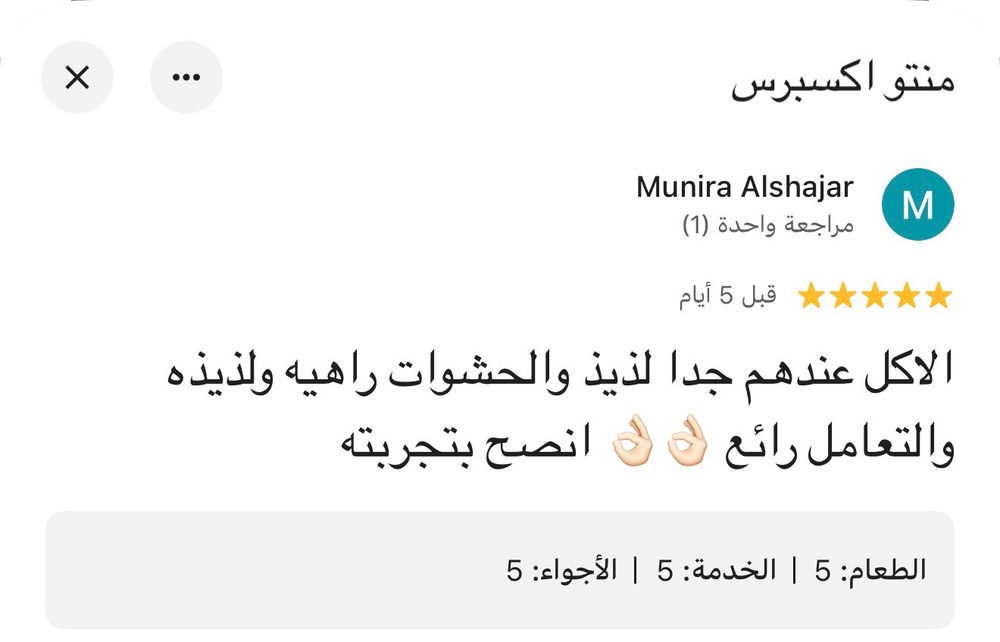 منتو اكسبرس
M
Munira Alshajar
مراجعة واحدة (1)
قبل 5 أيام
الاكل عندهم جدا لذيذ والحشوات راهيه ولذيذه
والتعامل رائع 👌🏻👌🏻 انصح بتجربته
الطعام: 5 | الخدمة: 5 | الأجواء: 5